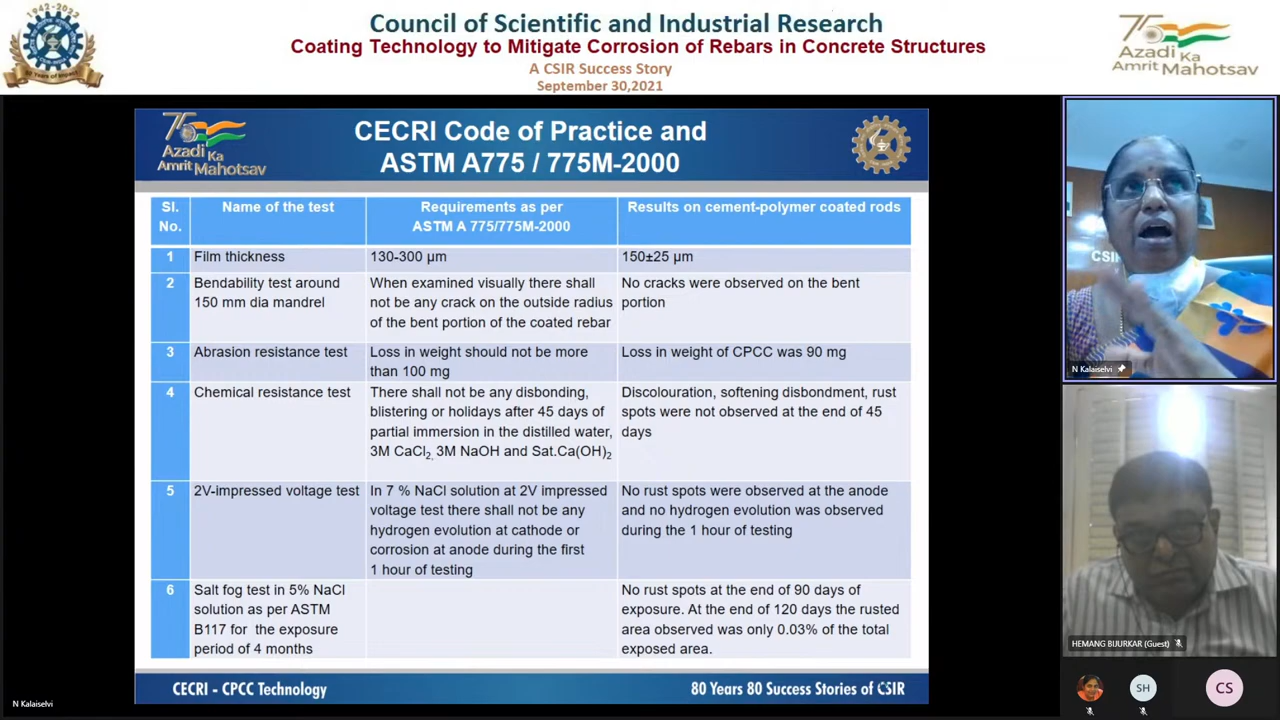 1942-2022
80 Years of Impact
Council of Scientific and Industrial Research
Coating Technology to Mitigate Corrosion of Rebars in Concrete Structures
A CSIR Success Story
September 30,2021
75
Azadi Ka
Amrit Mahotsav
75
Azadi Ka
Amrit Mahotsav
CECRI Code of Practice and
ASTM A775 / 775M-2000
Sl. No. Name of the test Requirements as per ASTM A 775/775M-2000 Results on cement-polymer coated rods
1 Film thickness 130-300 µm 150±25 µm
2 Bendability test around
150 mm dia mandrel
When examined visually there shall
not be any crack on the outside radius
of the bent portion of the coated rebar
No cracks were observed on the bent
portion
3 Abrasion resistance test
Loss in weight should not be more
than 100 mg
Loss in weight of CPCC was 90 mg
4 Chemical resistance test
There shall not be any disbonding,
blistering or holidays after 45 days of
partial immersion in the distilled water,
3M CaCl2, 3M NaOH and Sat.Ca(OH)2
Discolouration, softening disbondment, rust
spots were not observed at the end of 45
days
5 2V-impressed voltage test
In 7 % NaCl solution at 2V impressed
voltage test there shall not be any
hydrogen evolution at cathode or
corrosion at anode during the first
1 hour of testing
No rust spots were observed at the anode
and no hydrogen evolution was observed
during the 1 hour of testing
6 Salt fog test in 5% NaCl
solution as per ASTM
B117 for the exposure
period of 4 months
No rust spots at the end of 90 days of
exposure. At the end of 120 days the rusted
area observed was only 0.03% of the total
exposed area.
CECRI - CPCC Technology
80 Years 80 Success Stories of CSIR
CSI
N Kalaiselvi
HEMANG BIJURKAR (Guest)
SH
CS
N Kalaiselvi